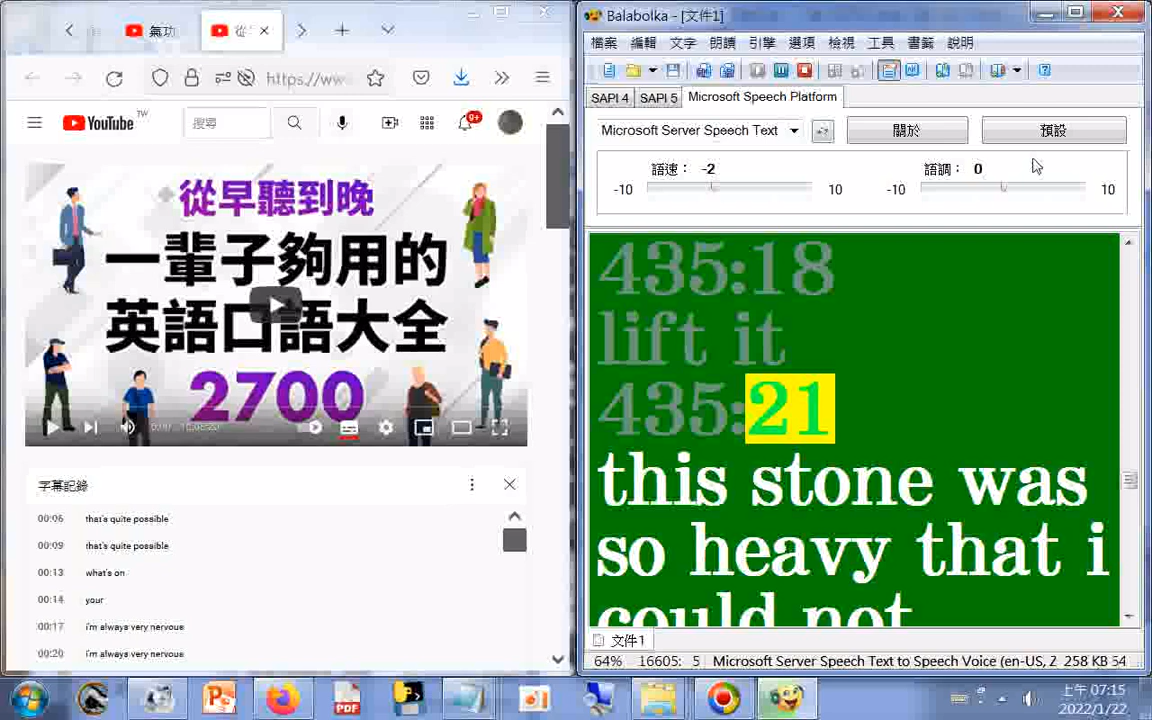 氣功
https://www
YouTube TW
搜尋
9+
從早聽到晚
一輩子夠用的
英語口語大全
2700
字幕記錄
00:06 that's quite possible
00:09 that's quite possible
00:13 what's on
00:14 your
00:17 i'm always very nervous
00:20 i'm always very nervous
Balabolka - [文件1]
檔案 編輯 文字 朗讀 引擎 選項 檢視 工具 書籤 說明
SAPI 4 SAPI 5 Microsoft Speech Platform
Microsoft Server Speech Text
關於
預設
語速： -2
語調： 0
-10 10 -10 10
435:18
lift it
435:21
this stone was
so heavy that i
could not
文件1
64% 16605: 5 Microsoft Server Speech Text to Speech Voice (en-US, 2 258 KB 54
PDF
上午 07:15
2022/1/22